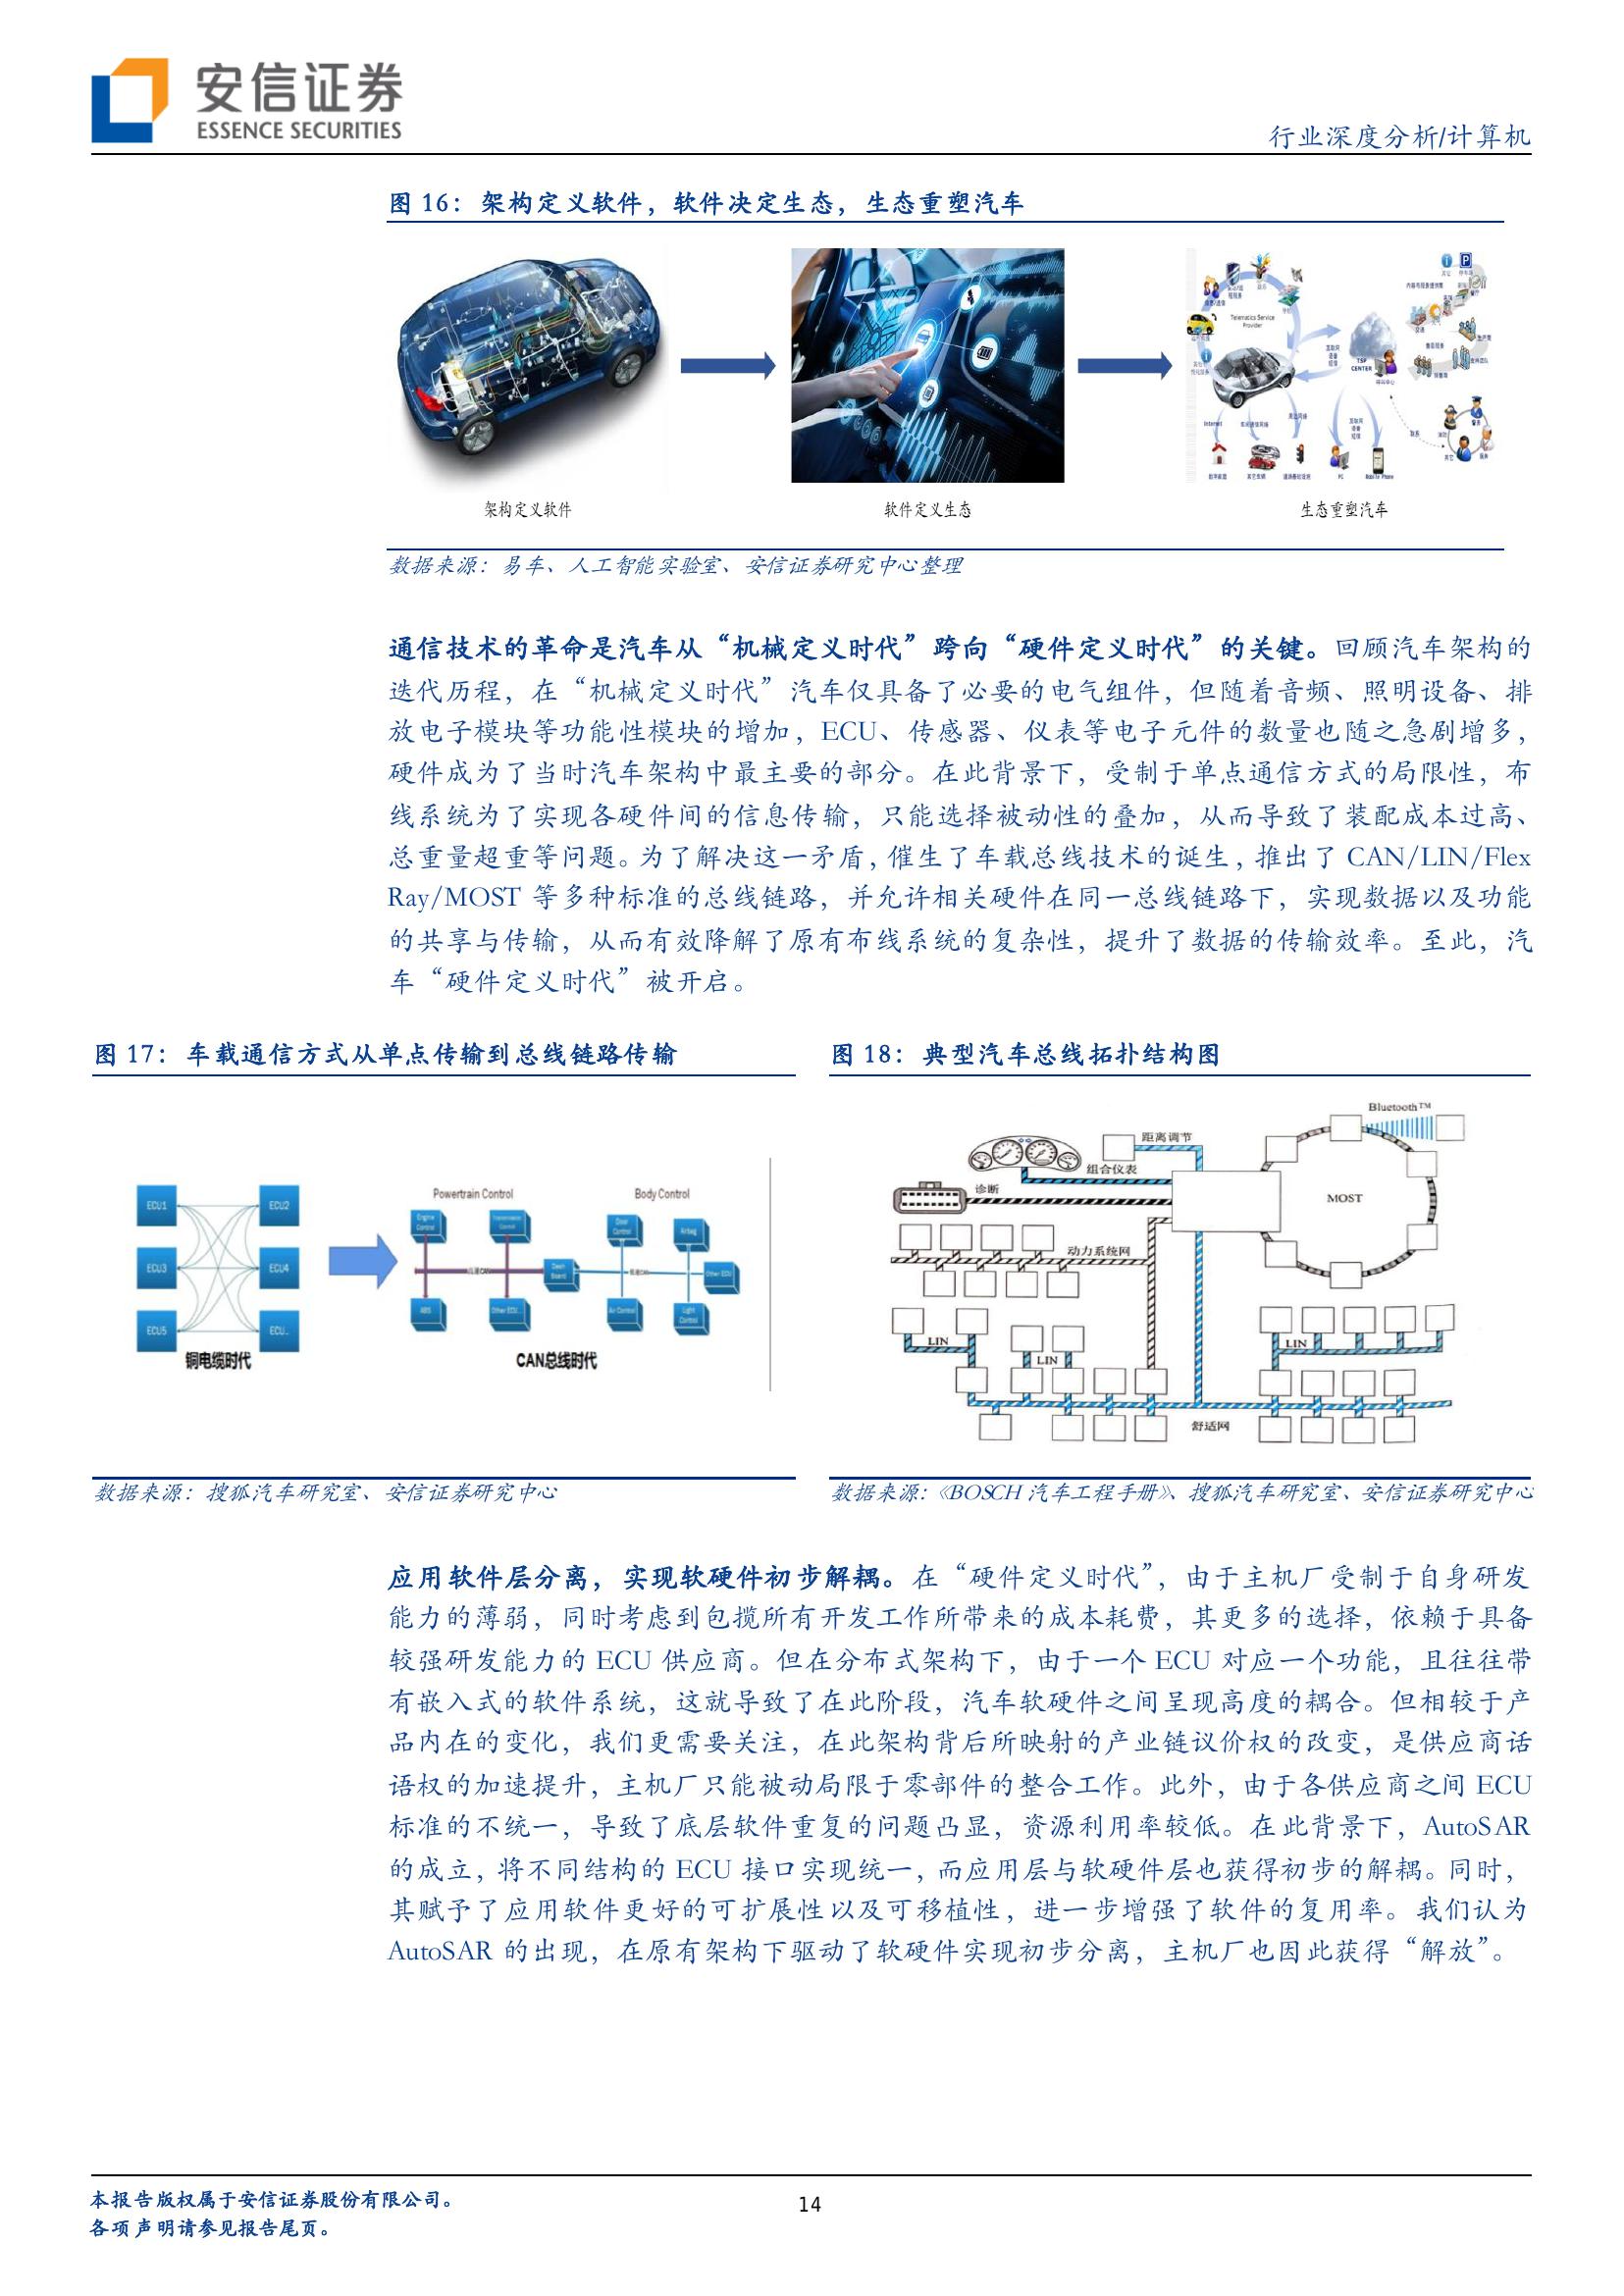 安信证券
ESSENCE SECURITIES
行业深度分析/计算机
图 16：架构定义软件，软件决定生态，生态重塑汽车
Telematics Service
Provider
TSP
CENTER
Internet
PC
架构定义软件
软件定义生态
生态重塑汽车
数据来源：易车、人工智能实验室、安信证券研究中心整理
通信技术的革命是汽车从“机械定义时代”跨向“硬件定义时代”的关键。回顾汽车架构的
迭代历程，在“机械定义时代”汽车仅具备了必要的电气组件，但随着音频、照明设备、排
放电子模块等功能性模块的增加，ECU、传感器、仪表等电子元件的数量也随之急剧增多，
硬件成为了当时汽车架构中最主要的部分。在此背景下，受制于单点通信方式的局限性，布
线系统为了实现各硬件间的信息传输，只能选择被动性的叠加，从而导致了装配成本过高、
总重量超重等问题。为了解决这一矛盾，催生了车载总线技术的诞生，推出了 CAN/LIN/Flex
Ray/MOST 等多种标准的总线链路，并允许相关硬件在同一总线链路下，实现数据以及功能
的共享与传输，从而有效降解了原有布线系统的复杂性，提升了数据的传输效率。至此，汽
车“硬件定义时代”被开启。
图 17：车载通信方式从单点传输到总线链路传输
ECU1
ECU2
ECU3
ECU4
ECU5
ECU...
铜电缆时代
Powertrain Control
Body Control
Engine Control
Door Control
Airbag
Dash Board
Other ECU
ABS
Other ECU...
Air Control
Light Control
CAN总线时代
数据来源：搜狐汽车研究室、安信证券研究中心
图 18：典型汽车总线拓扑结构图
Bluetooth™
距离调节
组合仪表
诊断
MOST
动力系统网
LIN
LIN
LIN
舒适网
数据来源：《BOSCH 汽车工程手册》、搜狐汽车研究室、安信证券研究中心
应用软件层分离，实现软硬件初步解耦。在“硬件定义时代”，由于主机厂受制于自身研发
能力的薄弱，同时考虑到包揽所有开发工作所带来的成本耗费，其更多的选择，依赖于具备
较强研发能力的 ECU 供应商。但在分布式架构下，由于一个 ECU 对应一个功能，且往往带
有嵌入式的软件系统，这就导致了在此阶段，汽车软硬件之间呈现高度的耦合。但相较于产
品内在的变化，我们更需要关注，在此架构背后所映射的产业链议价权的改变，是供应商话
语权的加速提升，主机厂只能被动局限于零部件的整合工作。此外，由于各供应商之间 ECU
标准的不统一，导致了底层软件重复的问题凸显，资源利用率较低。在此背景下，AutoSAR
的成立，将不同结构的 ECU 接口实现统一，而应用层与软硬件层也获得初步的解耦。同时，
其赋予了应用软件更好的可扩展性以及可移植性，进一步增强了软件的复用率。我们认为
AutoSAR 的出现，在原有架构下驱动了软硬件实现初步分离，主机厂也因此获得“解放”。
本报告版权属于安信证券股份有限公司。
各项声明请参见报告尾页。
14